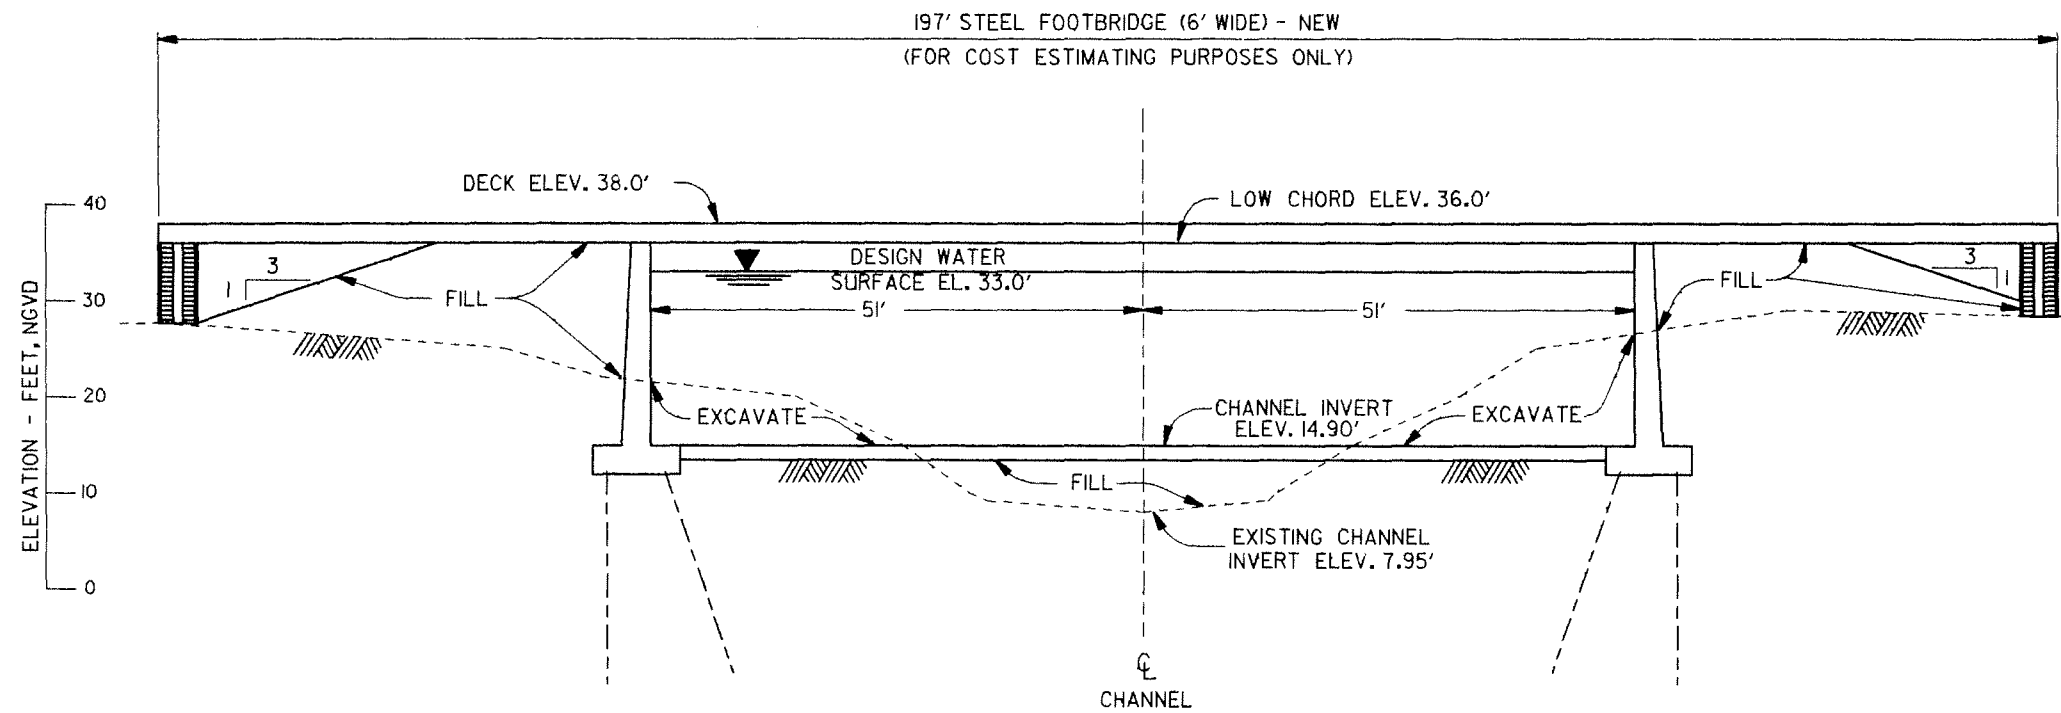 197' STEEL FOOTBRIDGE (6' WIDE) - NEW
(FOR COST ESTIMATING PURPOSES ONLY)
DECK ELEV. 38.0'
LOW CHORD ELEV. 36.0'
40
30
20
10
0
ELEVATION - FEET, NGVD
3
1
FILL
DESIGN WATER
SURFACE EL. 33.0'
51'
51'
FILL
3
1
EXCAVATE
CHANNEL INVERT
ELEV. 14.90'
EXCAVATE
FILL
EXISTING CHANNEL
INVERT ELEV. 7.95'
℄
CHANNEL